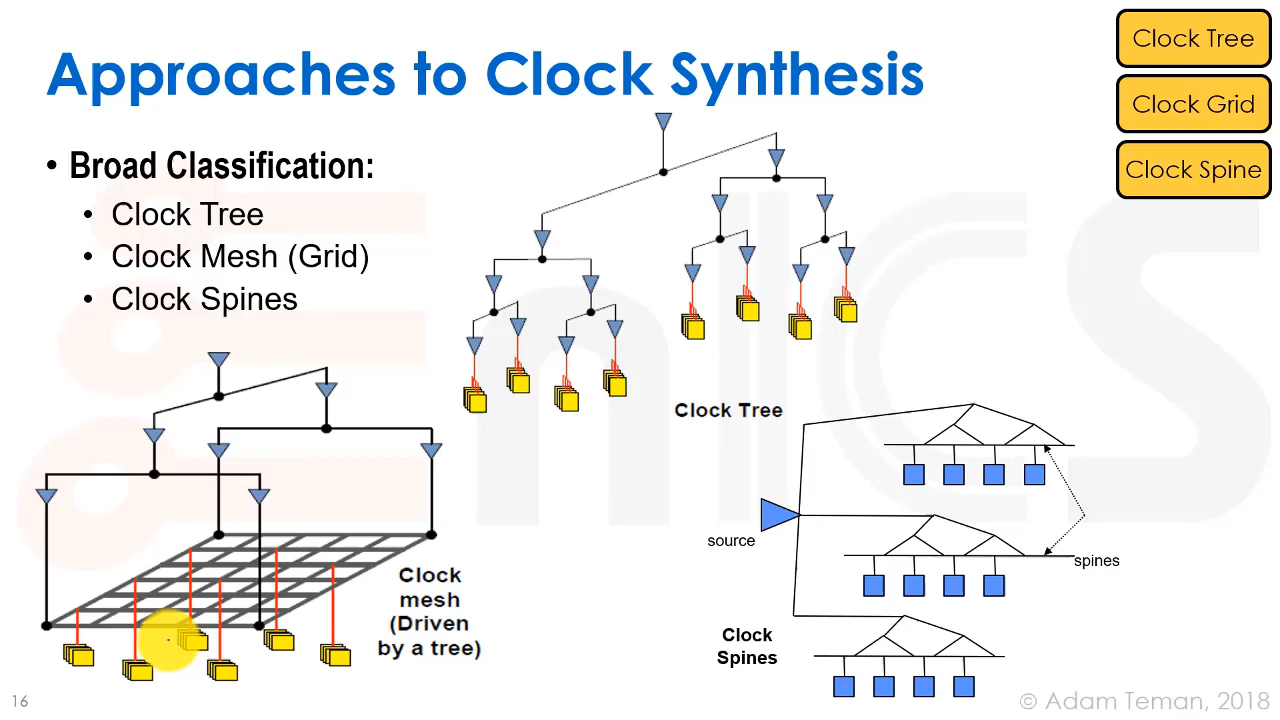 Approaches to Clock Synthesis
Clock Tree
Clock Grid
Clock Spine
• Broad Classification:
• Clock Tree
• Clock Mesh (Grid)
• Clock Spines
Clock Tree
Clock
mesh
(Driven
by a tree)
source
spines
Clock
Spines
EnICS
16
© Adam Teman, 2018